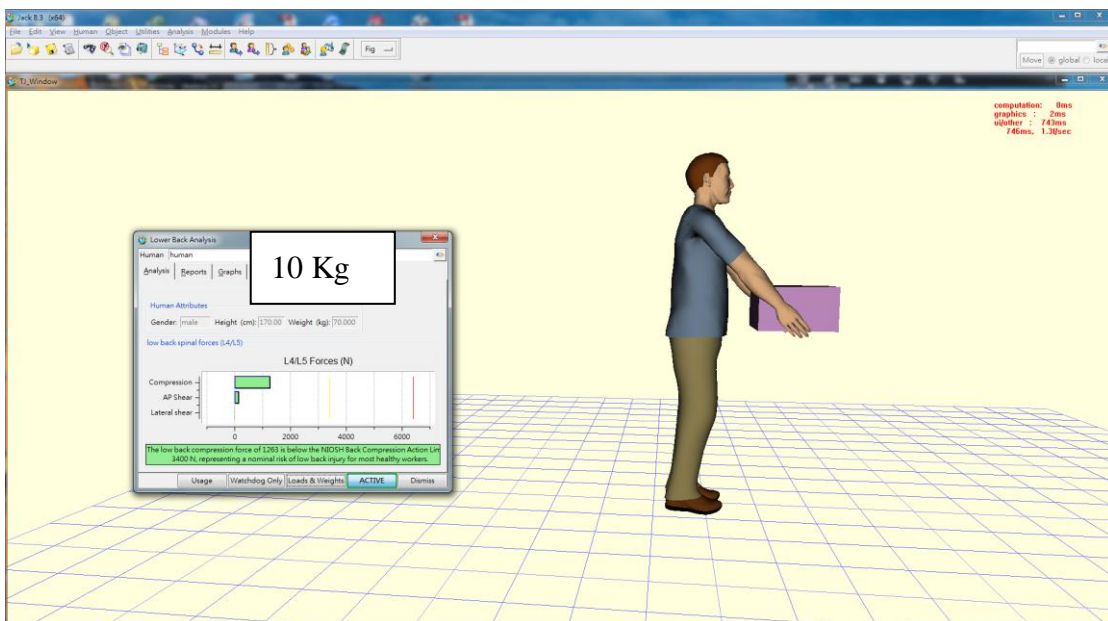 Jack 8.3 (x64)
File Edit View Human Object Utilities Analysis Modules Help
Fig
Move global local
TJ_Window
computation: 0ms
graphics : 2ms
ui/other : 743ms
746ms, 1.3f/sec
Lower Back Analysis
Human human
10 Kg
Analysis Reports Graphs
Human Attributes
Gender: male Height (cm): 170.00 Weight (kg): 70.000
low back spinal forces (L4/L5)
L4/L5 Forces (N)
Compression
AP Shear
Lateral shear
0 2000 4000 6000
The low back compression force of 1263 is below the NIOSH Back Compression Action Lim
3400 N, representing a nominal risk of low back injury for most healthy workers.
Usage Watchdog Only Loads & Weights ACTIVE Dismiss